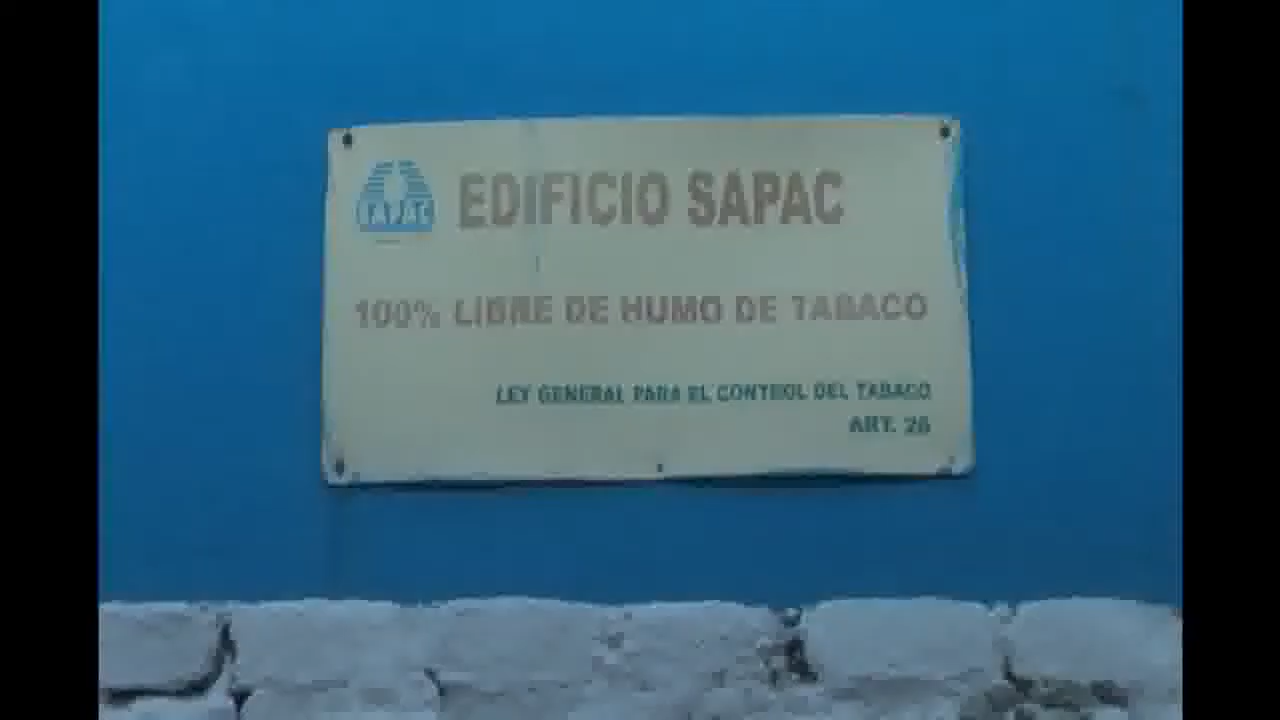 SAPAC
EDIFICIO SAPAC
100% LIBRE DE HUMO DE TABACO
LEY GENERAL PARA EL CONTROL DEL TABACO
ART. 26